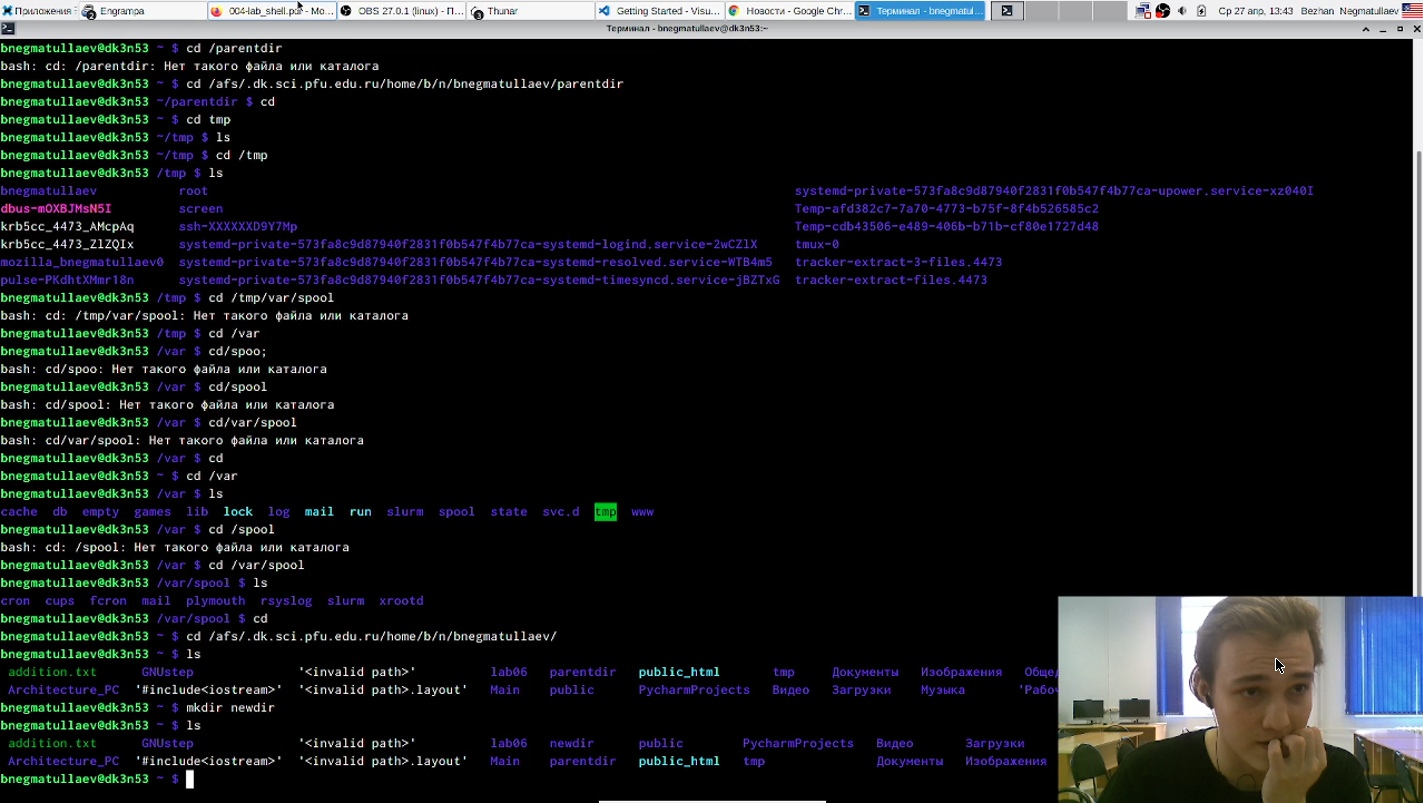 Приложения Engrampa 004-lab_shell.pdf - Mo... OBS 27.0.1 (linux) - П... Thunar Getting Started - Visu... Новости - Google Chr... Терминал - bnegmatul... Ср 27 апр, 13:43 Bezhan Negmatullaev
2 3
Терминал - bnegmatullaev@dk3n53:~
bnegmatullaev@dk3n53 ~ $ cd /parentdir
bash: cd: /parentdir: Нет такого файла или каталога
bnegmatullaev@dk3n53 ~ $ cd /afs/.dk.sci.pfu.edu.ru/home/b/n/bnegmatullaev/parentdir
bnegmatullaev@dk3n53 ~/parentdir $ cd
bnegmatullaev@dk3n53 ~ $ cd tmp
bnegmatullaev@dk3n53 ~/tmp $ ls
bnegmatullaev@dk3n53 ~/tmp $ cd /tmp
bnegmatullaev@dk3n53 /tmp $ ls
bnegmatullaev root systemd-private-573fa8c9d87940f2831f0b547f4b77ca-upower.service-xz040I
dbus-mOXBJMsN5I screen Temp-afd382c7-7a70-4773-b75f-8f4b526585c2
krb5cc_4473_AMcpAq ssh-XXXXXXD9Y7Mp Temp-cdb43506-e489-406b-b71b-cf80e1727d48
krb5cc_4473_ZlZQIx systemd-private-573fa8c9d87940f2831f0b547f4b77ca-systemd-logind.service-2wCZlX tmux-0
mozilla_bnegmatullaev0 systemd-private-573fa8c9d87940f2831f0b547f4b77ca-systemd-resolved.service-WTB4m5 tracker-extract-3-files.4473
pulse-PKdhtXMmr18n systemd-private-573fa8c9d87940f2831f0b547f4b77ca-systemd-timesyncd.service-jBZTxG tracker-extract-files.4473
bnegmatullaev@dk3n53 /tmp $ cd /tmp/var/spool
bash: cd: /tmp/var/spool: Нет такого файла или каталога
bnegmatullaev@dk3n53 /tmp $ cd /var
bnegmatullaev@dk3n53 /var $ cd/spoo;
bash: cd/spoo: Нет такого файла или каталога
bnegmatullaev@dk3n53 /var $ cd/spool
bash: cd/spool: Нет такого файла или каталога
bnegmatullaev@dk3n53 /var $ cd/var/spool
bash: cd/var/spool: Нет такого файла или каталога
bnegmatullaev@dk3n53 /var $ cd
bnegmatullaev@dk3n53 ~ $ cd /var
bnegmatullaev@dk3n53 /var $ ls
cache db empty games lib lock log mail run slurm spool state svc.d tmp www
bnegmatullaev@dk3n53 /var $ cd /spool
bash: cd: /spool: Нет такого файла или каталога
bnegmatullaev@dk3n53 /var $ cd /var/spool
bnegmatullaev@dk3n53 /var/spool $ ls
cron cups fcron mail plymouth rsyslog slurm xrootd
bnegmatullaev@dk3n53 /var/spool $ cd
bnegmatullaev@dk3n53 ~ $ cd /afs/.dk.sci.pfu.edu.ru/home/b/n/bnegmatullaev/
bnegmatullaev@dk3n53 ~ $ ls
addition.txt GNUstep '<invalid path>' lab06 parentdir public_html tmp Документы Изображения Общед
Architecture_PC '#include<iostream>' '<invalid path>.layout' Main public PycharmProjects Видео Загрузки Музыка 'Рабоч
bnegmatullaev@dk3n53 ~ $ mkdir newdir
bnegmatullaev@dk3n53 ~ $ ls
addition.txt GNUstep '<invalid path>' lab06 newdir public PycharmProjects Видео Загрузки
Architecture_PC '#include<iostream>' '<invalid path>.layout' Main parentdir public_html tmp Документы Изображения
bnegmatullaev@dk3n53 ~ $